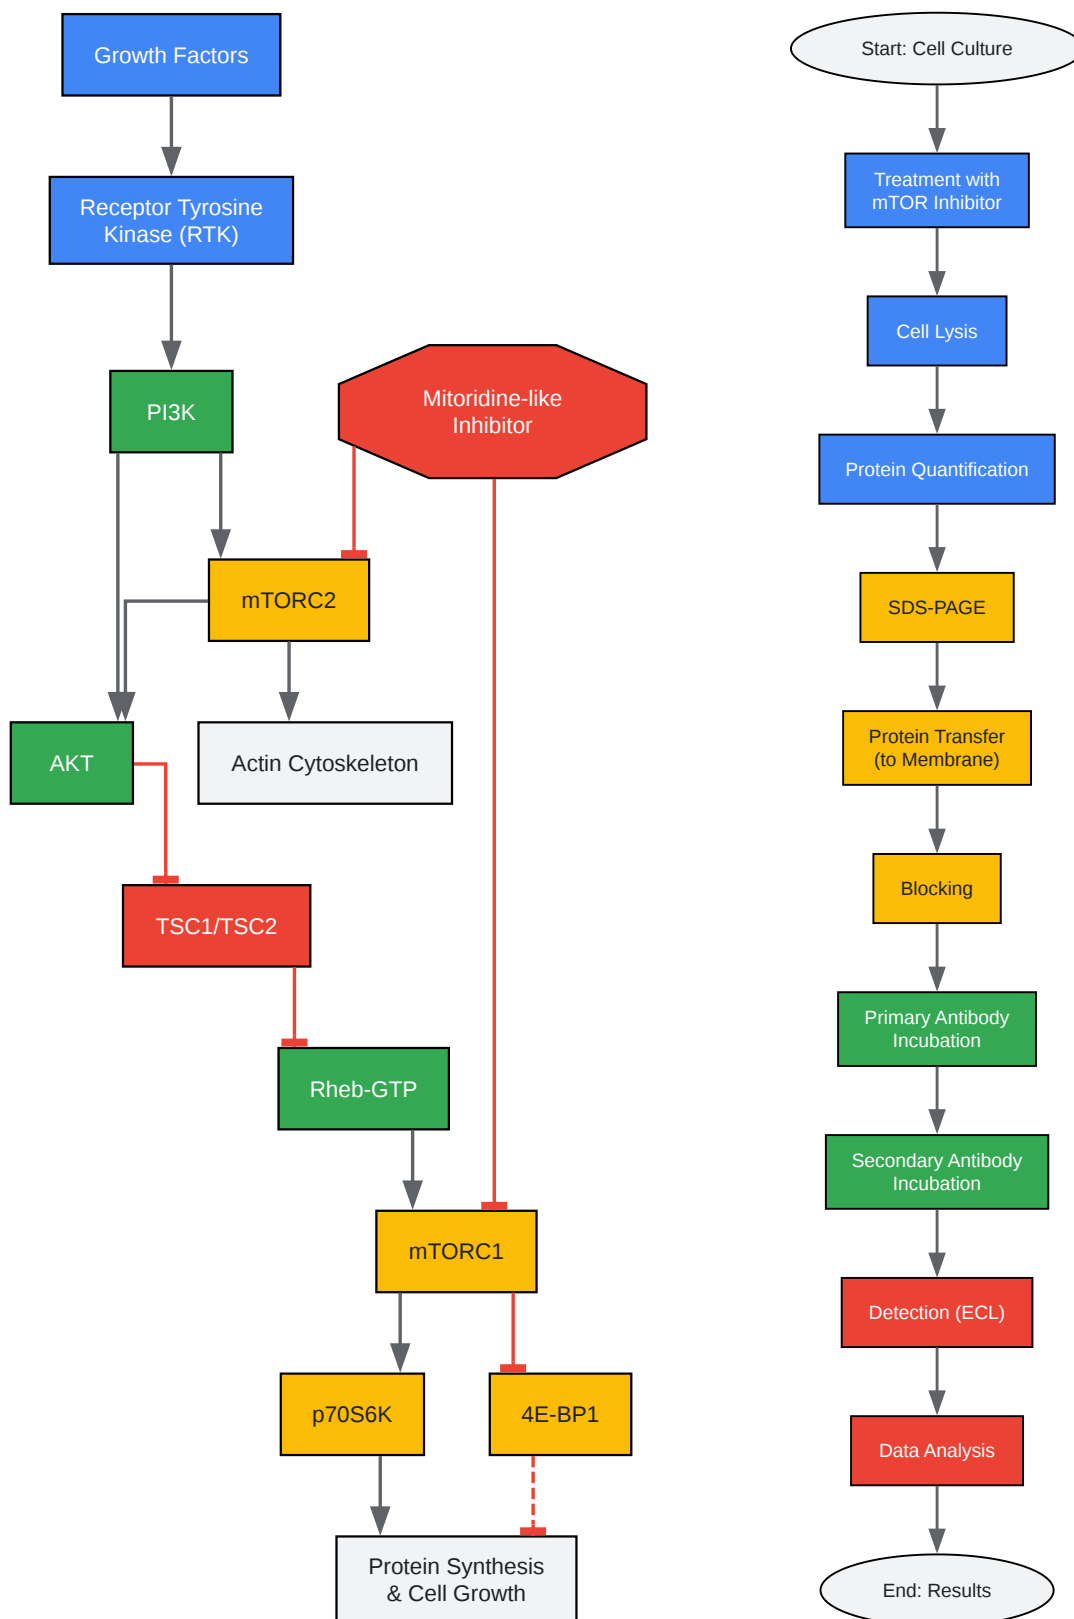 Growth Factors
Receptor Tyrosine
Kinase (RTK)
PI3K
Mitoridine-like
Inhibitor
mTORC2
AKT
Actin Cytoskeleton
TSC1/TSC2
Rheb-GTP
mTORC1
p70S6K
4E-BP1
Protein Synthesis
& Cell Growth
Start: Cell Culture
Treatment with
mTOR Inhibitor
Cell Lysis
Protein Quantification
SDS-PAGE
Protein Transfer
(to Membrane)
Blocking
Primary Antibody
Incubation
Secondary Antibody
Incubation
Detection (ECL)
Data Analysis
End: Results